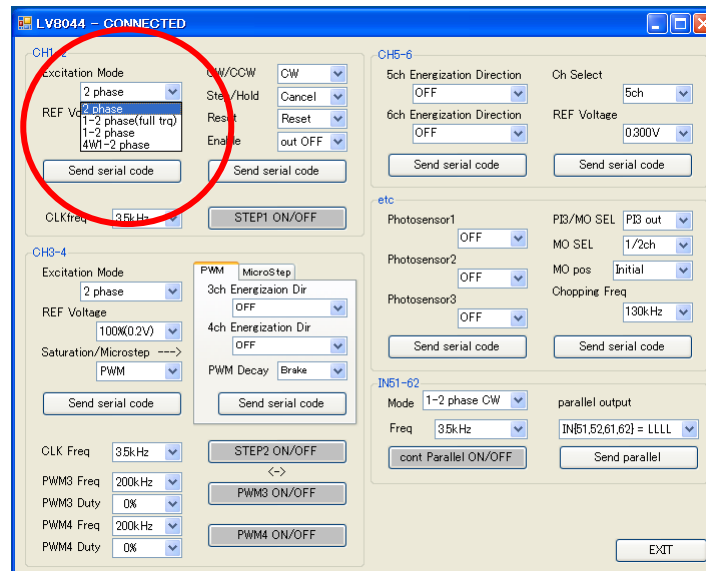 LV8044 - CONNECTED
CH1-2
Excitation Mode
2 phase
2 phase
1-2 phase(full trq)
1-2 phase
4W1-2 phase
Send serial code
CLKfreq 3.5kHz
CW/CCW CW
Step/Hold Cancel
Reset Reset
Enable out OFF
Send serial code
STEP1 ON/OFF
CH3-4
Excitation Mode
2 phase
REF Voltage
100%(0.2V)
Saturation/Microstep --->
PWM
Send serial code
PWM MicroStep
3ch Energizaion Dir
OFF
4ch Energization Dir
OFF
PWM Decay Brake
Send serial code
CLK Freq 3.5kHz
PWM3 Freq 200kHz
PWM3 Duty 0%
PWM4 Freq 200kHz
PWM4 Duty 0%
STEP2 ON/OFF
<->
PWM3 ON/OFF
PWM4 ON/OFF
CH5-6
5ch Energization Direction
OFF
6ch Energization Direction
OFF
Send serial code
Ch Select
5ch
REF Voltage
0.300V
Send serial code
etc
Photosensor1
OFF
Photosensor2
OFF
Photosensor3
OFF
Send serial code
PI3/MO SEL PI3 out
MO SEL 1/2ch
MO pos Initial
Chopping Freq
130kHz
Send serial code
IN51-62
Mode 1-2 phase CW
Freq 3.5kHz
cont Parallel ON/OFF
parallel output
IN{51,52,61,62} = LLLL
Send parallel
EXIT